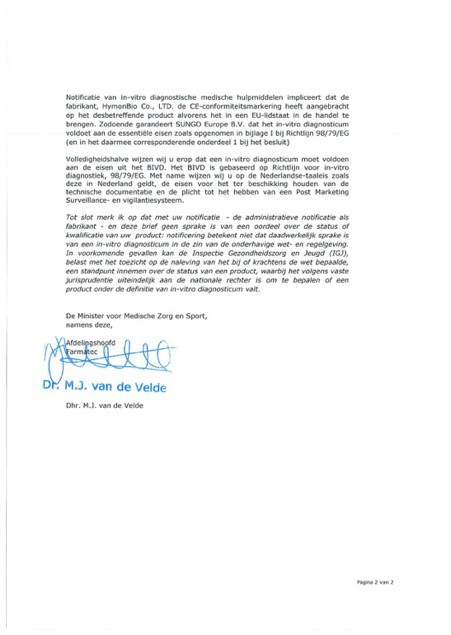 Notificatie van in-vitro diagnostische medische hulpmiddelen impliceert dat de
fabrikant, HymonBio Co., LTD. de CE-conformiteitsmarkering heeft aangebracht
op het desbetreffende product alvorens het in een EU-lidstaat in de handel te
brengen. Zodoende garandeert SUNGO Europe B.V. dat het in-vitro diagnosticum
voldoet aan de essentiële eisen zoals opgenomen in bijlage I bij Richtlijn 98/79/EG
(en in het daarmee corresponderende onderdeel 1 bij het besluit)
Volledigheidshalve wijzen wij u erop dat een in-vitro diagnosticum moet voldoen
aan de eisen uit het BIVD. Het BIVD is gebaseerd op Richtlijn voor in-vitro
diagnostiek, 98/79/EG. Met name wijzen wij u op de Nederlandse-taaleis zoals
deze in Nederland geldt, de eisen voor het ter beschikking houden van de
technische documentatie en de plicht tot het hebben van een Post Marketing
Surveillance- en vigilantiesysteem.
Tot slot merk ik op dat met uw notificatie - de administratieve notificatie als
fabrikant - en deze brief geen sprake is van een oordeel over de status of
kwalificatie van uw product: notificering betekent niet dat daadwerkelijk sprake is
van een in-vitro diagnosticum in de zin van de onderhavige wet- en regelgeving.
In voorkomende gevallen kan de Inspectie Gezondheidszorg en Jeugd (IGJ),
belast met het toezicht op de naleving van het bij of krachtens de wet bepaalde,
een standpunt innemen over de status van een product, waarbij het volgens vaste
jurisprudentie uiteindelijk aan de nationale rechter is om te bepalen of een
product onder de definitie van in-vitro diagnosticum valt.
De Minister voor Medische Zorg en Sport,
namens deze,
Afdelingshoofd
Farmatec
Dr. M.J. van de Velde
Dhr. M.J. van de Velde
Pagina 2 van 2